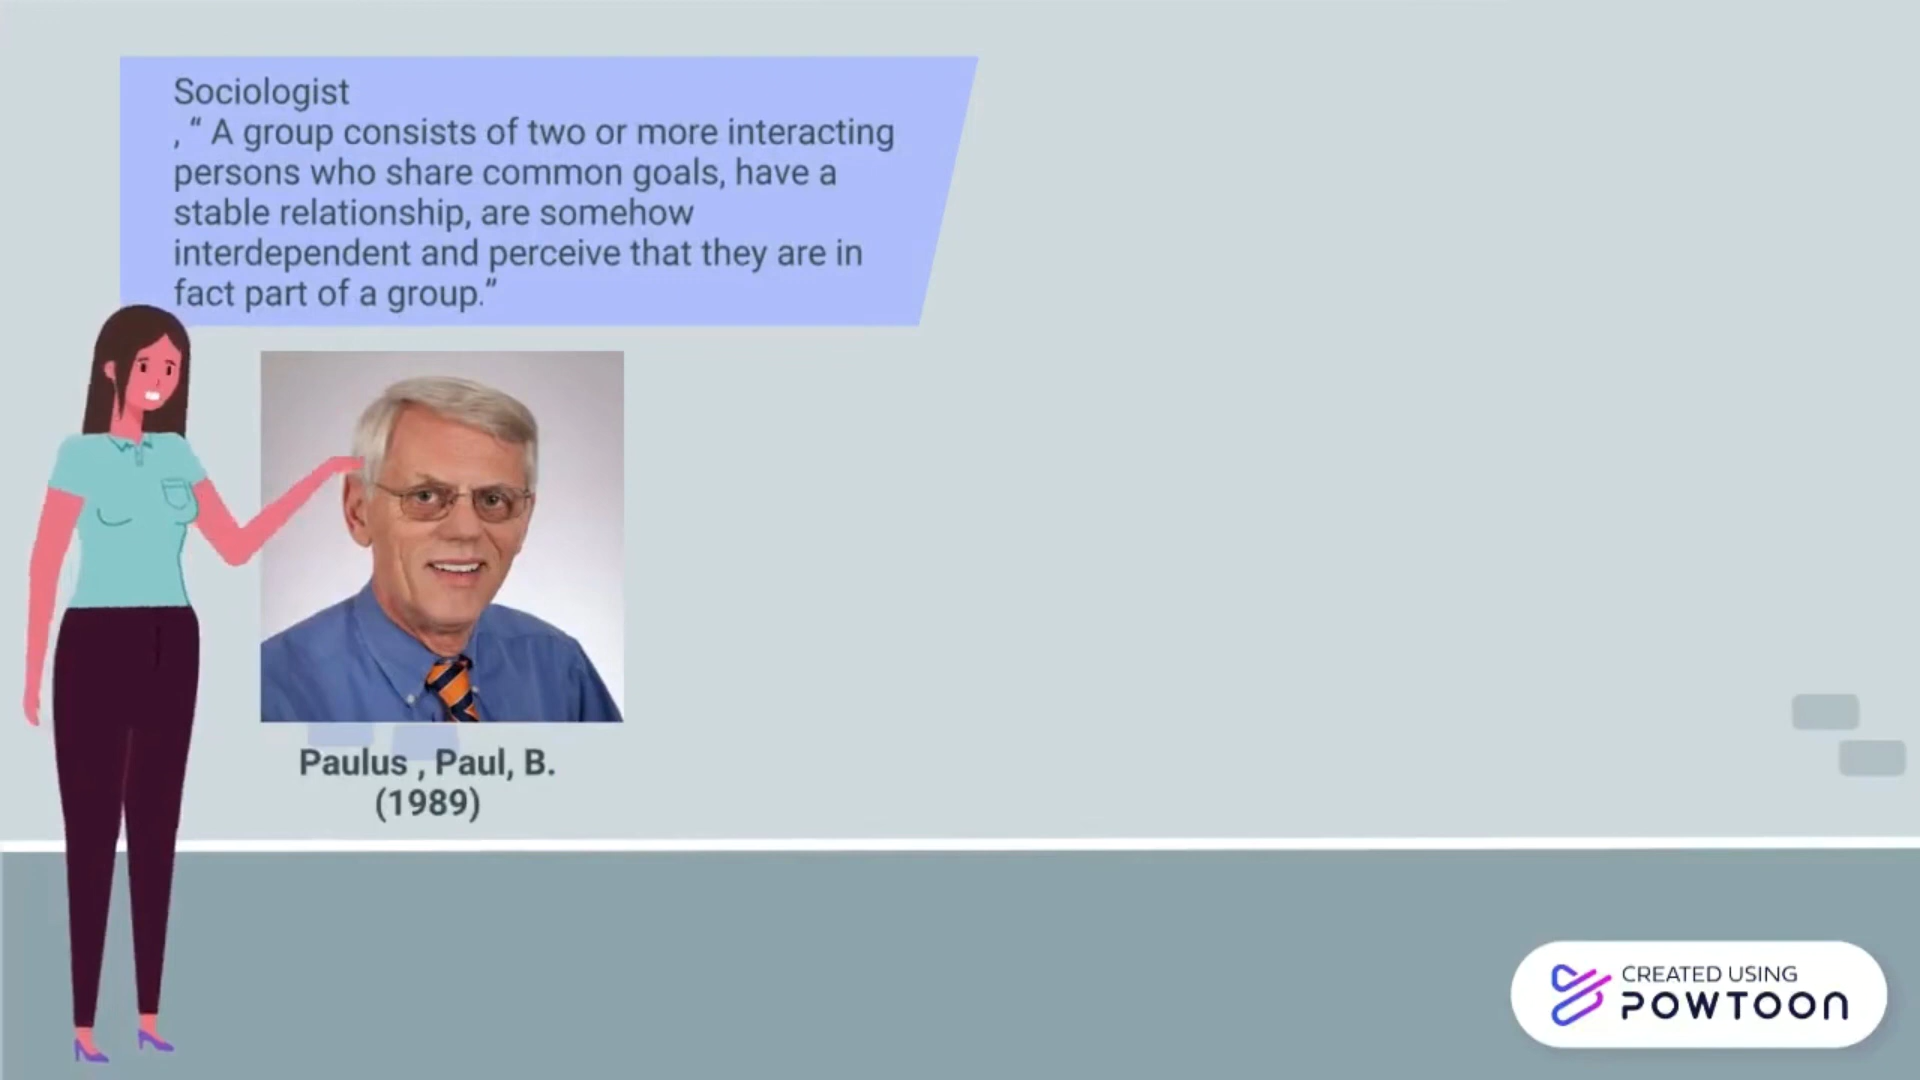 Sociologist
, “ A group consists of two or more interacting
persons who share common goals, have a
stable relationship, are somehow
interdependent and perceive that they are in
fact part of a group.”
Paulus , Paul, B.
(1989)
CREATED USING
POWTOON